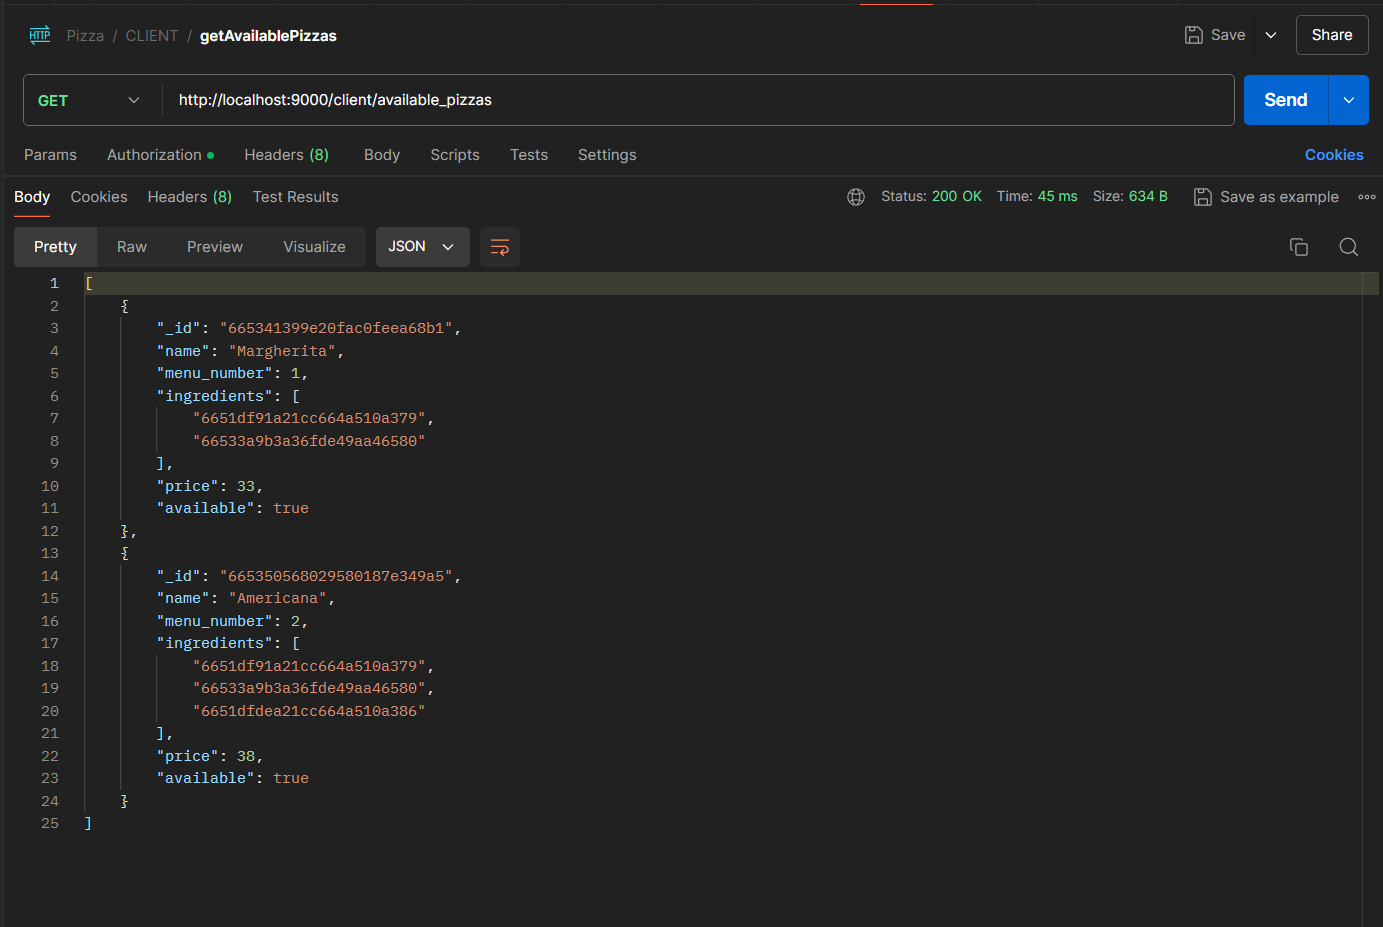 HTTP Pizza / CLIENT / getAvailablePizzas Save Share
GET http://localhost:9000/client/available_pizzas Send
Params Authorization Headers (8) Body Scripts Tests Settings Cookies
Body Cookies Headers (8) Test Results Status: 200 OK Time: 45 ms Size: 634 B Save as example
Pretty Raw Preview Visualize JSON
1 [
2 {
3 "_id": "665341399e20fac0feea68b1",
4 "name": "Margherita",
5 "menu_number": 1,
6 "ingredients": [
7 "6651df91a21cc664a510a379",
8 "66533a9b3a36fde49aa46580"
9 ],
10 "price": 33,
11 "available": true
12 },
13 {
14 "_id": "665350568029580187e349a5",
15 "name": "Americana",
16 "menu_number": 2,
17 "ingredients": [
18 "6651df91a21cc664a510a379",
19 "66533a9b3a36fde49aa46580",
20 "6651dfdea21cc664a510a386"
21 ],
22 "price": 38,
23 "available": true
24 }
25 ]